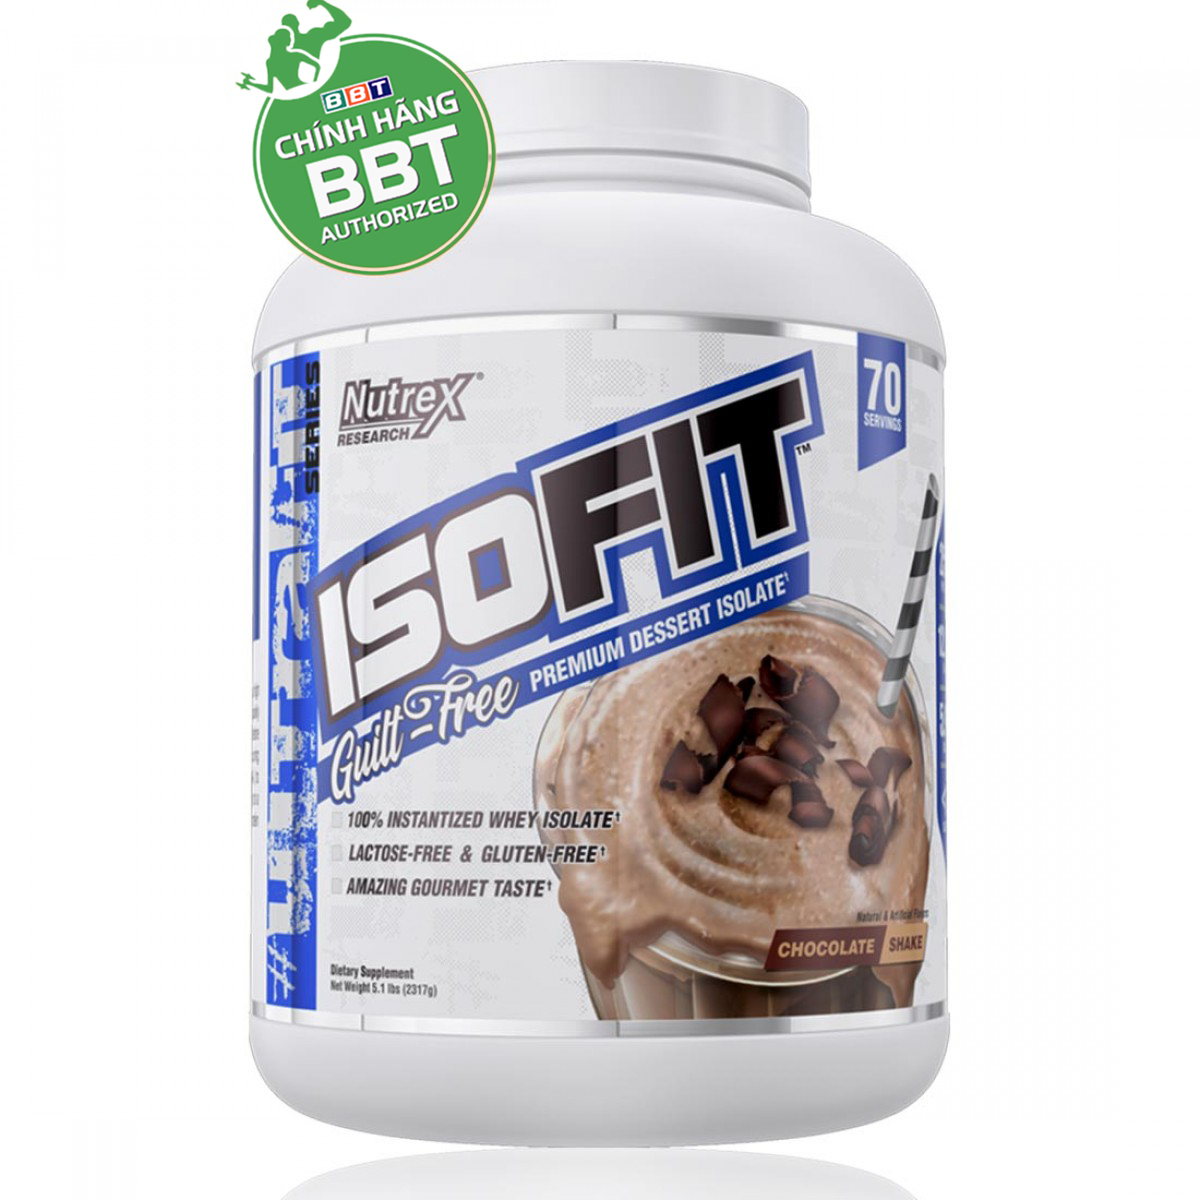 BBT
CHÍNH HÃNG
BBT
AUTHORIZED
NUTREX®
RESEARCH
SERIES
70
SERVINGS
ISOFIT™
Guilt-Free PREMIUM DESSERT ISOLATE†
100% INSTANTIZED WHEY ISOLATE†
LACTOSE-FREE & GLUTEN-FREE†
AMAZING GOURMET TASTE†
Natural & Artificial Flavors
CHOCOLATE SHAKE
Dietary Supplement
Net Weight 5.1 lbs (2317g)